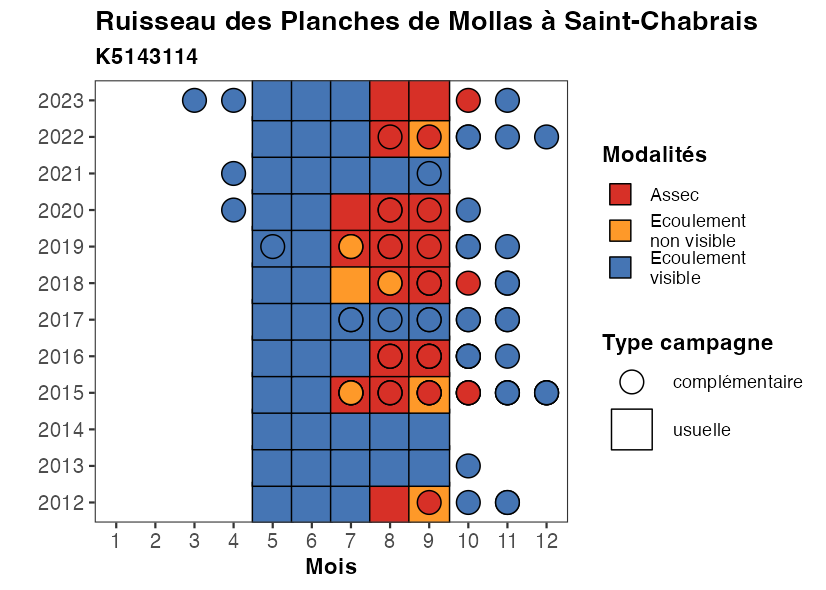 Ruisseau des Planches de Mollas à Saint-Chabrais
K5143114
2023
2022
2021
2020
2019
2018
2017
2016
2015
2014
2013
2012
1 2 3 4 5 6 7 8 9 10 11 12
Mois
Modalités
Assec
Ecoulement
non visible
Ecoulement
visible
Type campagne
complémentaire
usuelle